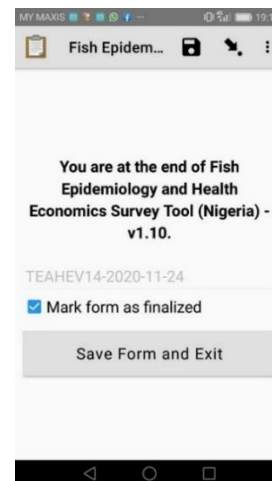 MY MAXIS
Fish Epidem...
You are at the end of Fish
Epidemiology and Health
Economics Survey Tool (Nigeria) -
v1.10.
TEAHEV14-2020-11-24
Mark form as finalized
Save Form and Exit